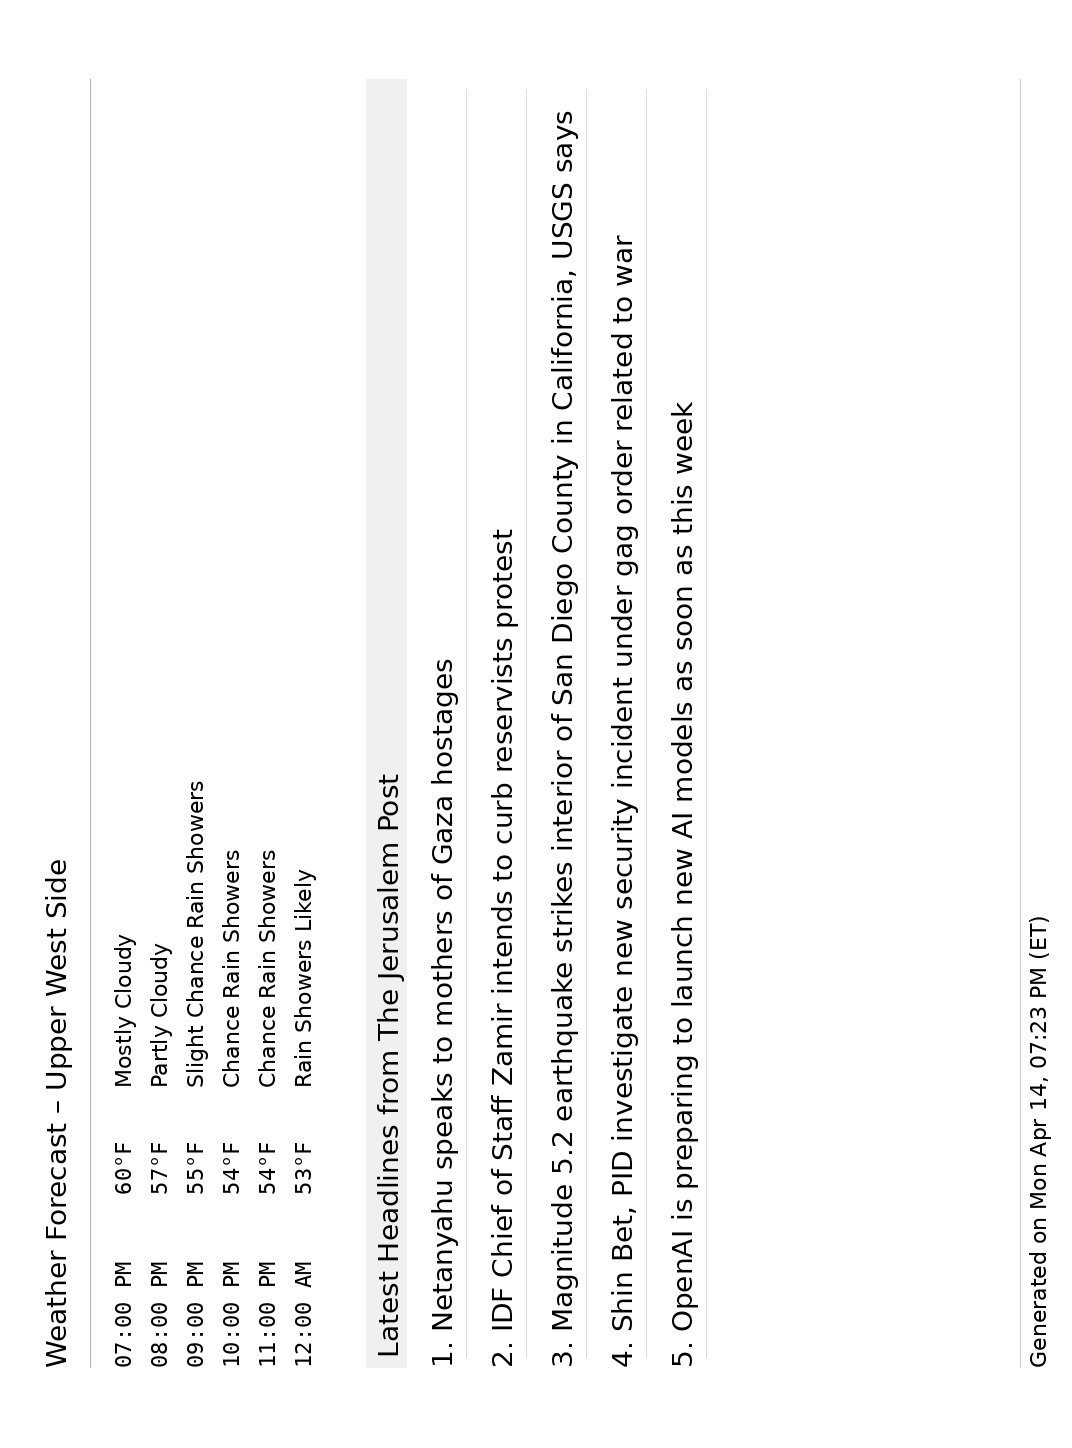 Weather Forecast – Upper West Side
07:00 PM 60°F Mostly Cloudy
08:00 PM 57°F Partly Cloudy
09:00 PM 55°F Slight Chance Rain Showers
10:00 PM 54°F Chance Rain Showers
11:00 PM 54°F Chance Rain Showers
12:00 AM 53°F Rain Showers Likely
Latest Headlines from The Jerusalem Post
1. Netanyahu speaks to mothers of Gaza hostages
2. IDF Chief of Staff Zamir intends to curb reservists protest
3. Magnitude 5.2 earthquake strikes interior of San Diego County in California, USGS says
4. Shin Bet, PID investigate new security incident under gag order related to war
5. OpenAI is preparing to launch new AI models as soon as this week
Generated on Mon Apr 14, 07:23 PM (ET)